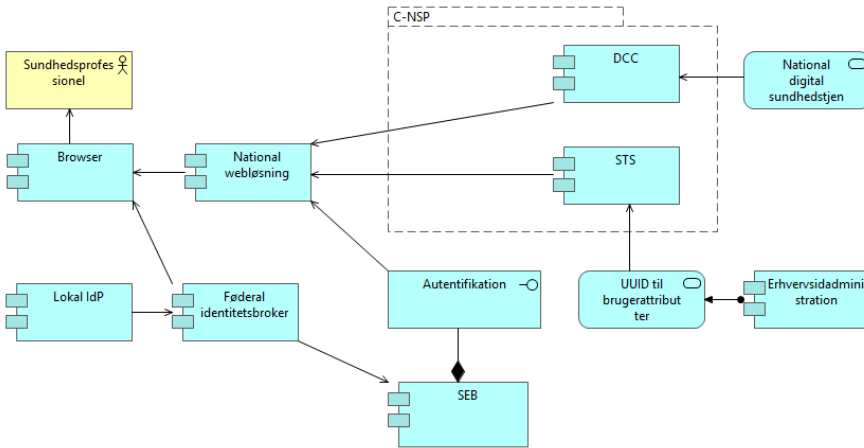 C-NSP
Sundhedsprofes
sionel
DCC
National
digital
sundhedstjen
Browser
National
webløsning
STS
Lokal IdP
Føderal
identitetsbroker
Autentifikation
UUID til
brugerattribut
ter
Erhvervsidadmini
stration
SEB